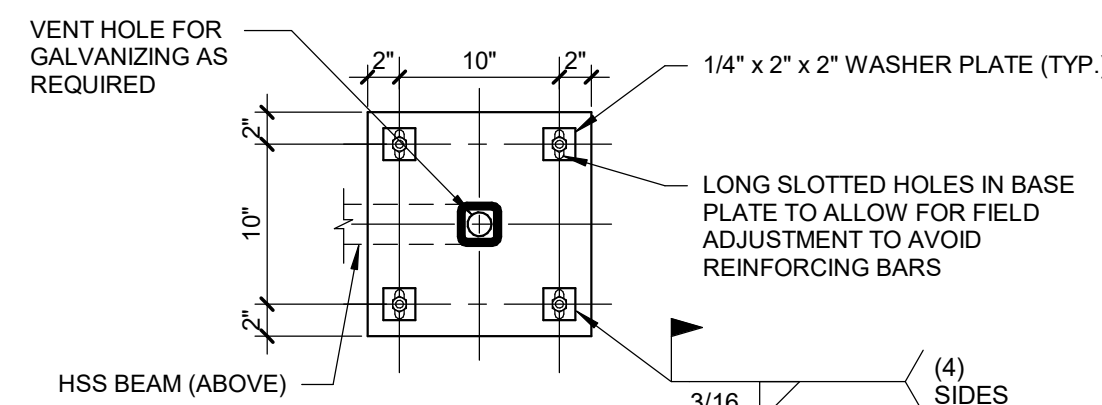 VENT HOLE FOR
GALVANIZING AS
REQUIRED
2"
10"
2"
1/4" x 2" x 2" WASHER PLATE (TYP.)
2"
10"
2"
LONG SLOTTED HOLES IN BASE
PLATE TO ALLOW FOR FIELD
ADJUSTMENT TO AVOID
REINFORCING BARS
HSS BEAM (ABOVE)
3/16
(4)
SIDES